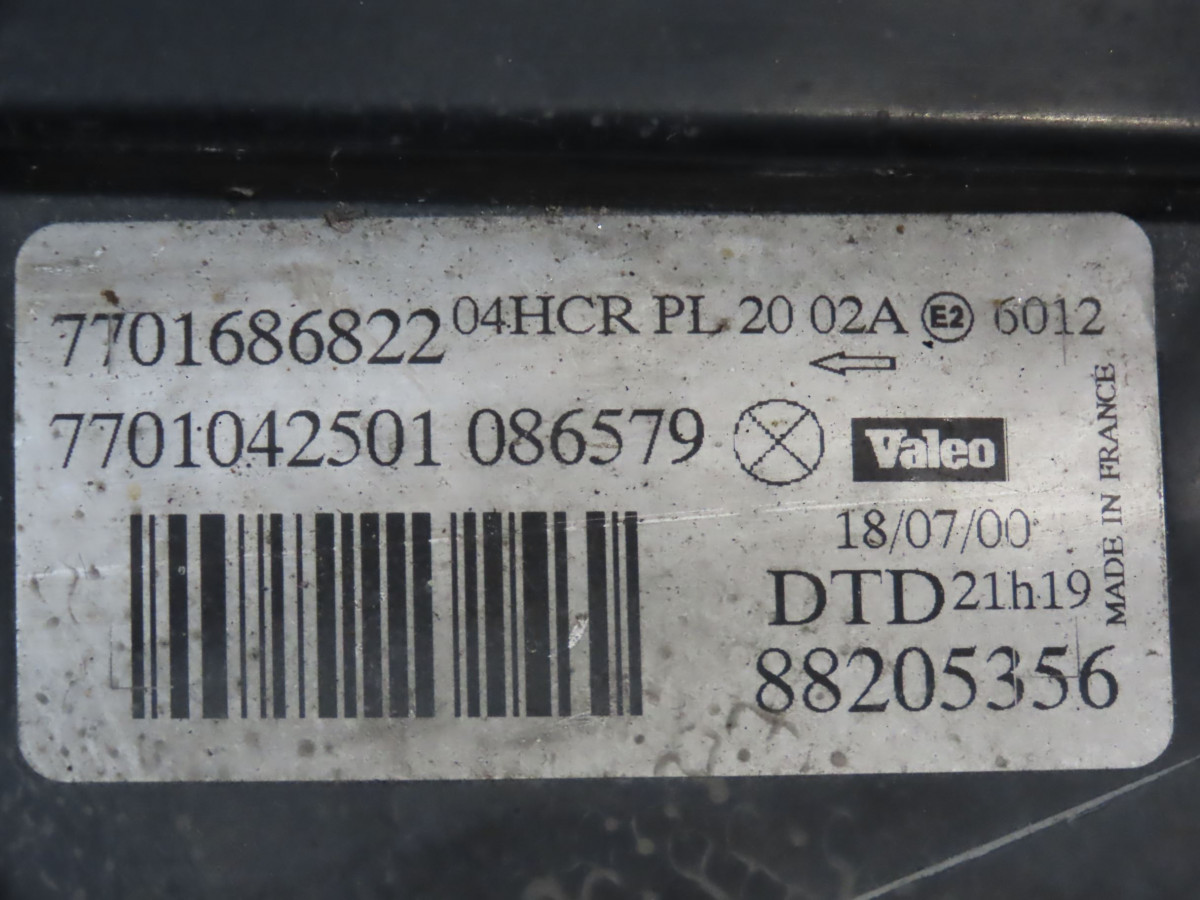 7701686822 04HCR PL 20 02A E2 6012
7701042501 086579 Valeo
18/07/00
DTD 21h19
88205356
MADE IN FRANCE